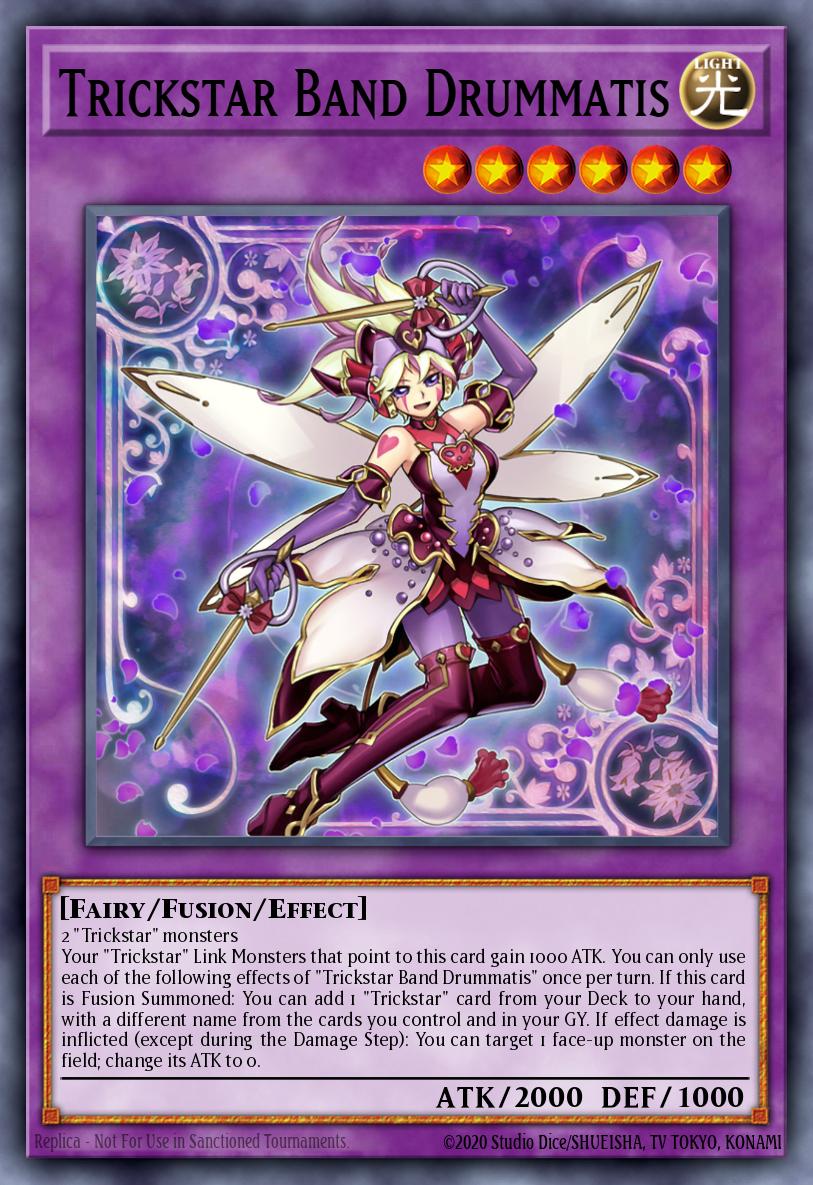 Trickstar Band Drummatis
LIGHT
光
[Fairy/Fusion/Effect]
2 "Trickstar" monsters
Your "Trickstar" Link Monsters that point to this card gain 1000 ATK. You can only use
each of the following effects of "Trickstar Band Drummatis" once per turn. If this card
is Fusion Summoned: You can add 1 "Trickstar" card from your Deck to your hand,
with a different name from the cards you control and in your GY. If effect damage is
inflicted (except during the Damage Step): You can target 1 face-up monster on the
field; change its ATK to 0.
ATK/2000 DEF/1000
Replica - Not For Use in Sanctioned Tournaments.
©2020 Studio Dice/SHUEISHA, TV TOKYO, KONAMI